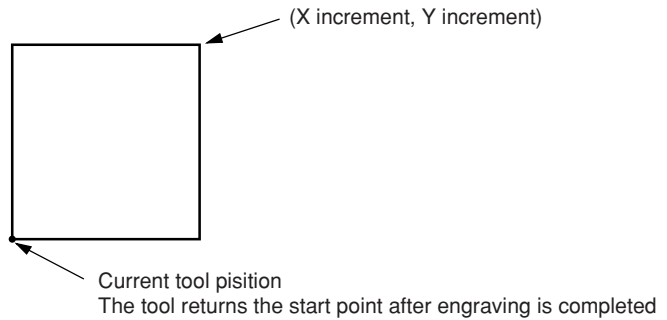 (X increment, Y increment)
Current tool pisition
The tool returns the start point after engraving is completed